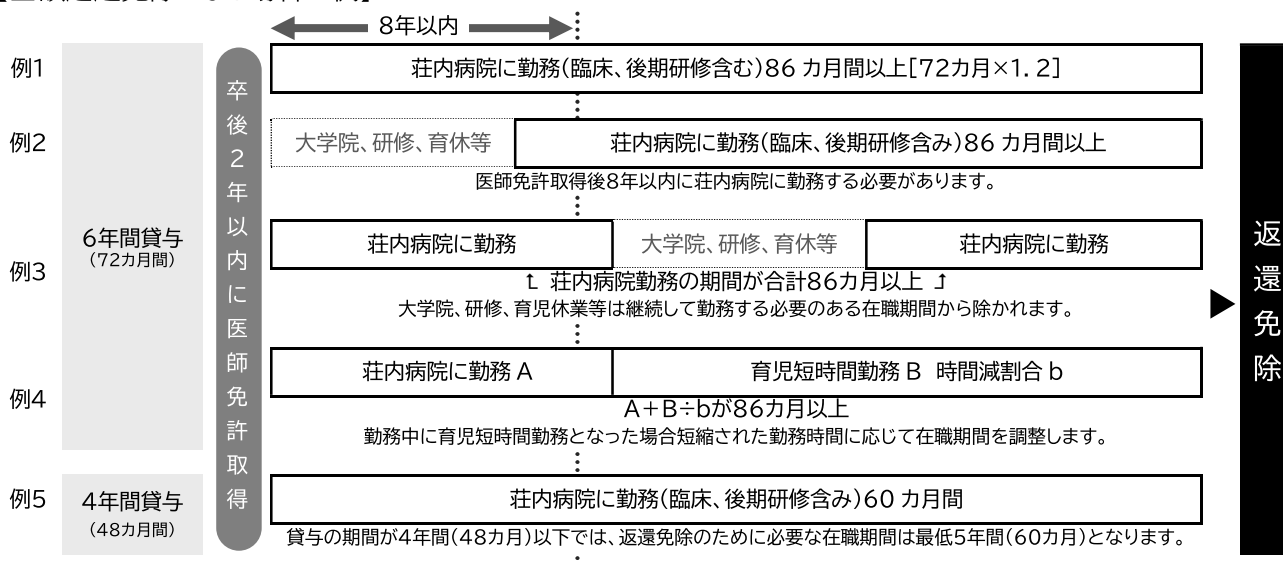 8年以内
例1
荘内病院に勤務(臨床、後期研修含む)86カ月間以上[72カ月×1.2]
例2
大学院、研修、育休等
荘内病院に勤務(臨床、後期研修含み)86カ月間以上
医師免許取得後8年以内に荘内病院に勤務する必要があります。
6年間貸与
(72カ月間)
卒後2年以内に医師免許取得
例3
荘内病院に勤務
大学院、研修、育休等
荘内病院に勤務
荘内病院勤務の期間が合計86カ月以上
大学院、研修、育児休業等は継続して勤務する必要のある在職期間から除かれます。
返還免除
例4
荘内病院に勤務 A
育児短時間勤務 B 時間減割合 b
A+B÷bが86カ月以上
勤務中に育児短時間勤務となった場合短縮された勤務時間に応じて在職期間を調整します。
例5
4年間貸与
(48カ月間)
荘内病院に勤務(臨床、後期研修含み)60カ月間
貸与の期間が4年間(48カ月)以下では、返還免除のために必要な在職期間は最低5年間(60カ月)となります。